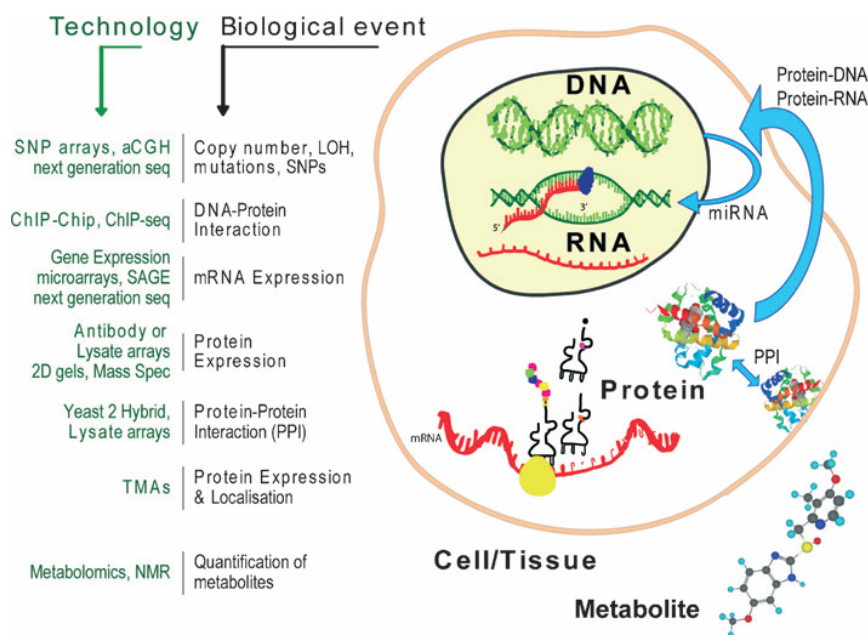 Technology
Biological event
SNP arrays, aCGH
next generation seq
Copy number, LOH,
mutations, SNPs
ChIP-Chip, ChIP-seq
DNA-Protein
Interaction
Gene Expression
microarrays, SAGE
next generation seq
mRNA Expression
Antibody or
Lysate arrays
2D gels, Mass Spec
Protein
Expression
Yeast 2 Hybrid,
Lysate arrays
Protein-Protein
Interaction (PPI)
TMAs
Protein Expression
& Localisation
Metabolomics, NMR
Quantification of
metabolites
DNA
Protein-DNA
Protein-RNA
3'
5'
miRNA
RNA
PPI
Protein
mRNA
Cell/Tissue
Metabolite